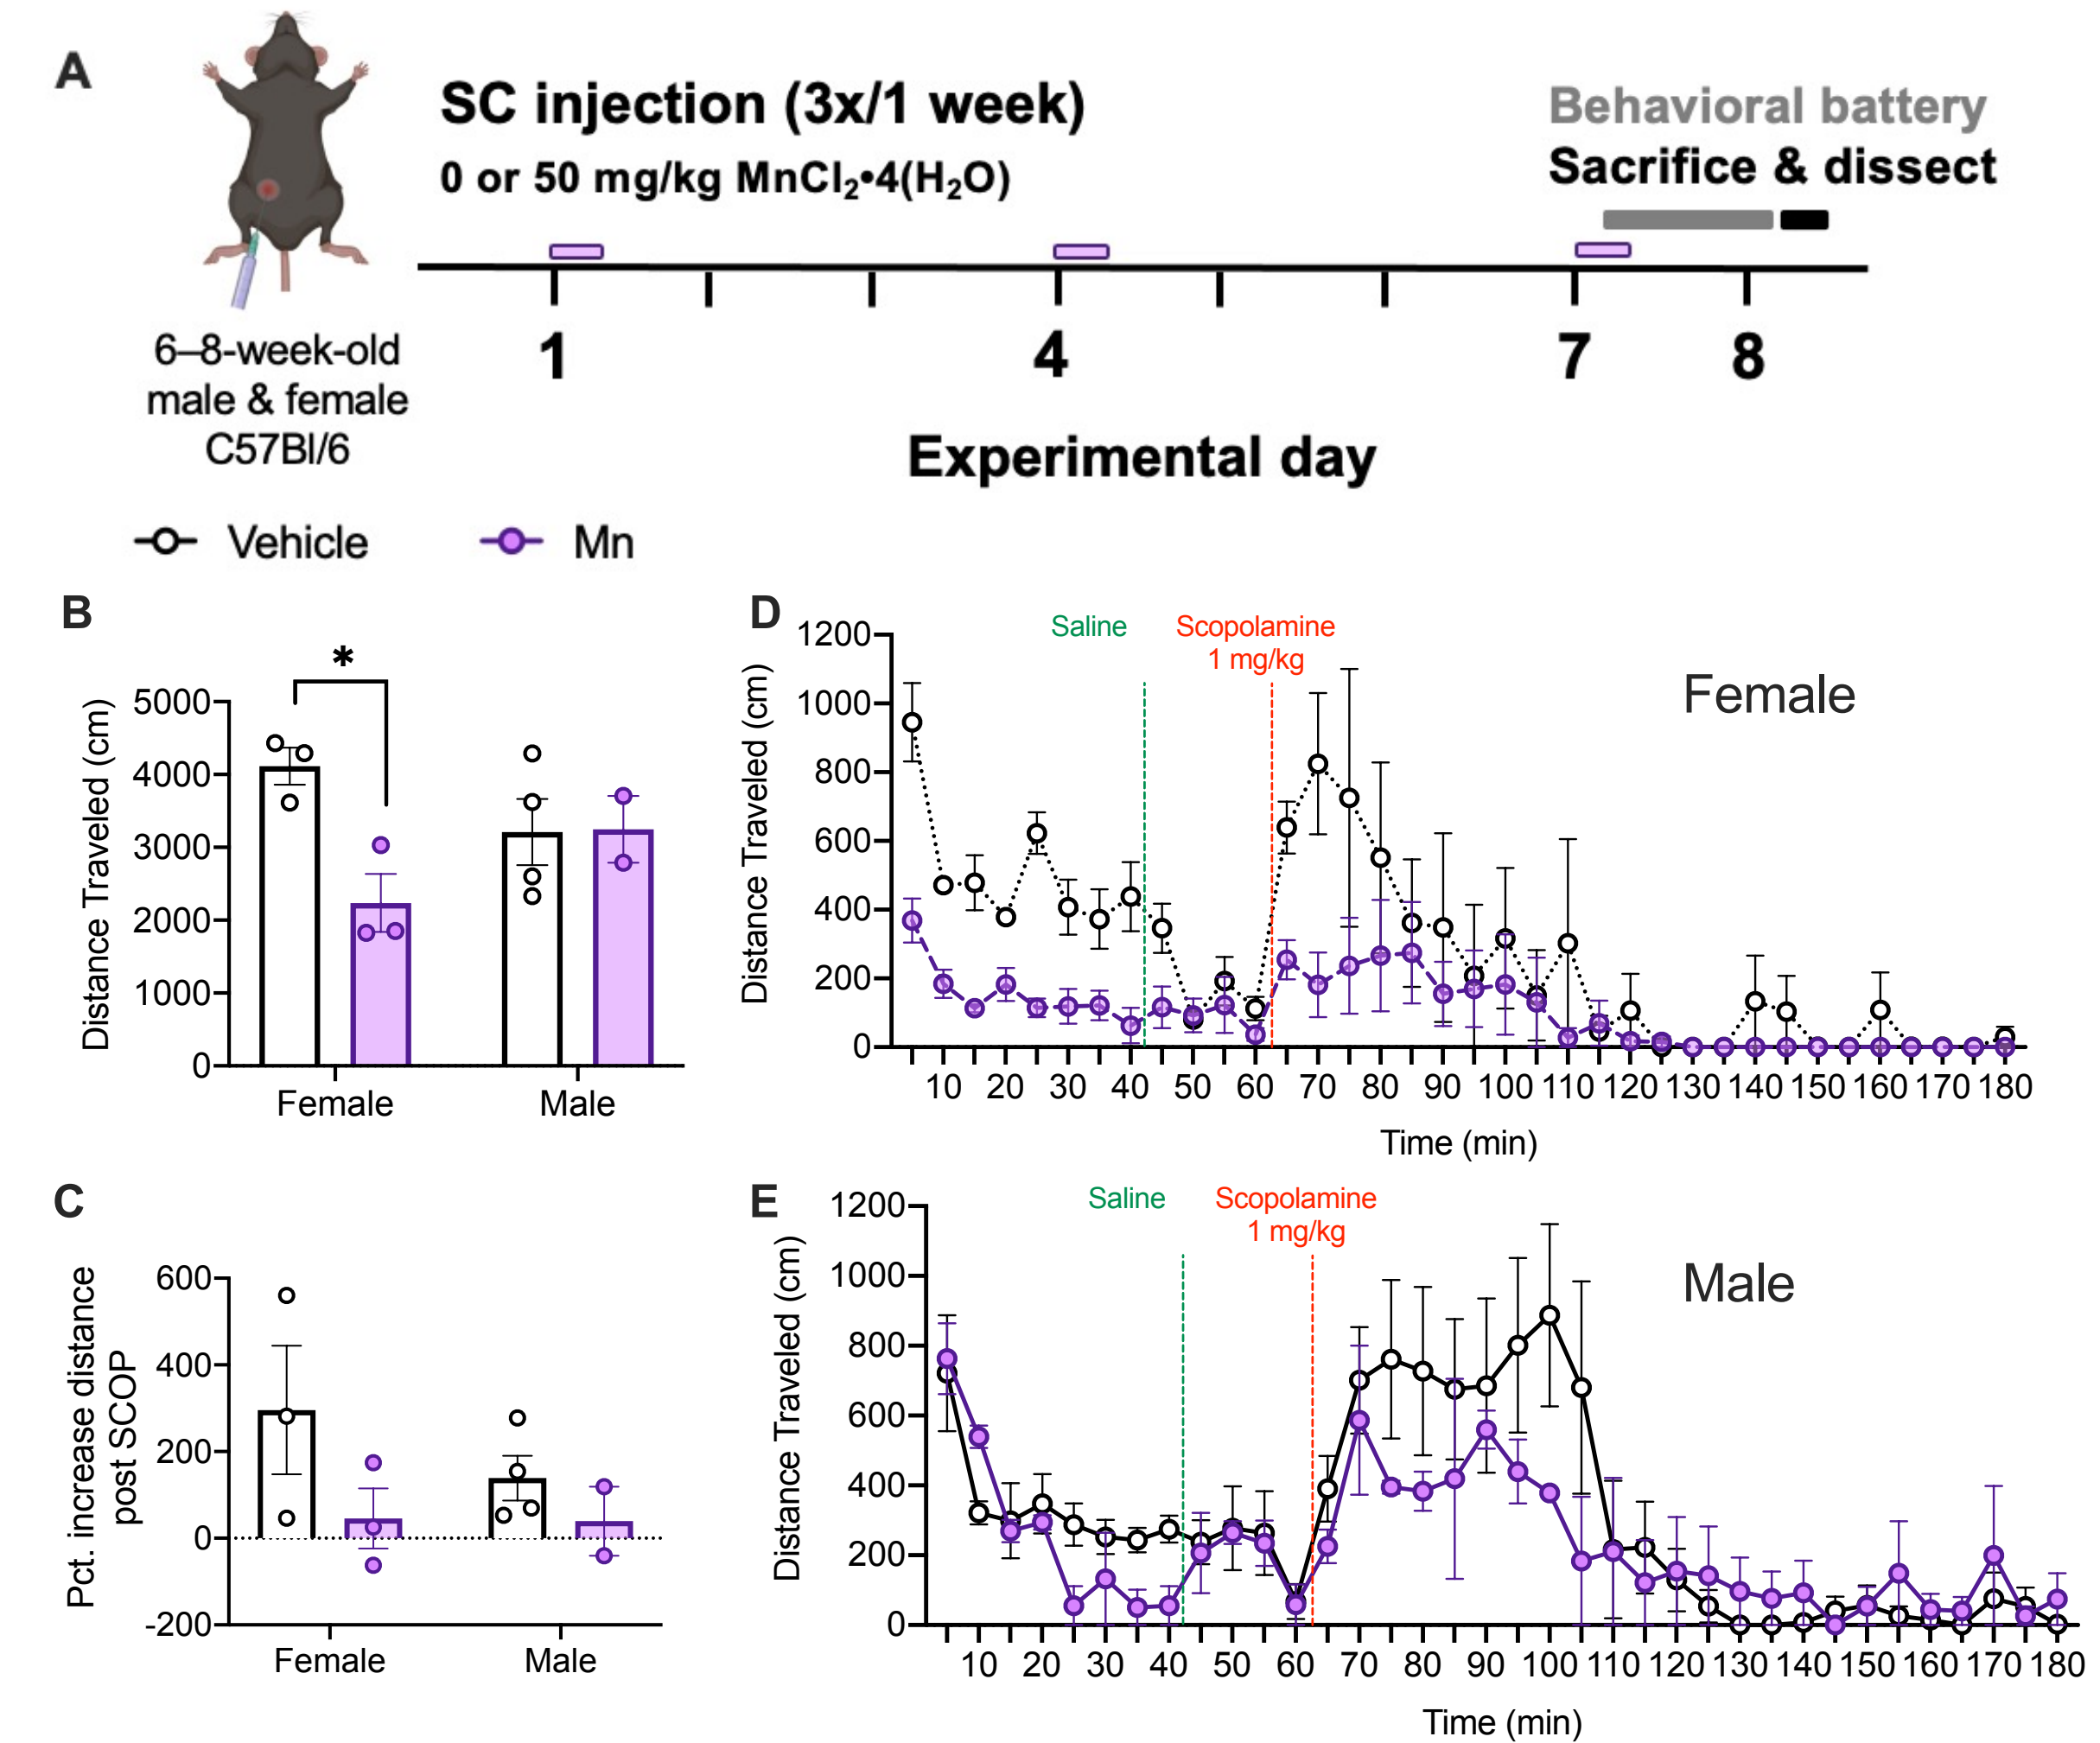 A
SC injection (3x/1 week)
0 or 50 mg/kg MnCl₂•4(H₂O)
Behavioral battery
Sacrifice & dissect
6–8-week-old
male & female
C57Bl/6
1 4 7 8
Experimental day
Vehicle Mn
B
*
Distance Traveled (cm)
5000
4000
3000
2000
1000
0
Female Male
C
Pct. increase distance
post SCOP
600
400
200
0
-200
Female Male
D
Saline
Scopolamine
1 mg/kg
Female
Distance Traveled (cm)
1200
1000
800
600
400
200
0
10 20 30 40 50 60 70 80 90 100 110 120 130 140 150 160 170 180
Time (min)
E
Saline
Scopolamine
1 mg/kg
Male
Distance Traveled (cm)
1200
1000
800
600
400
200
0
10 20 30 40 50 60 70 80 90 100 110 120 130 140 150 160 170 180
Time (min)